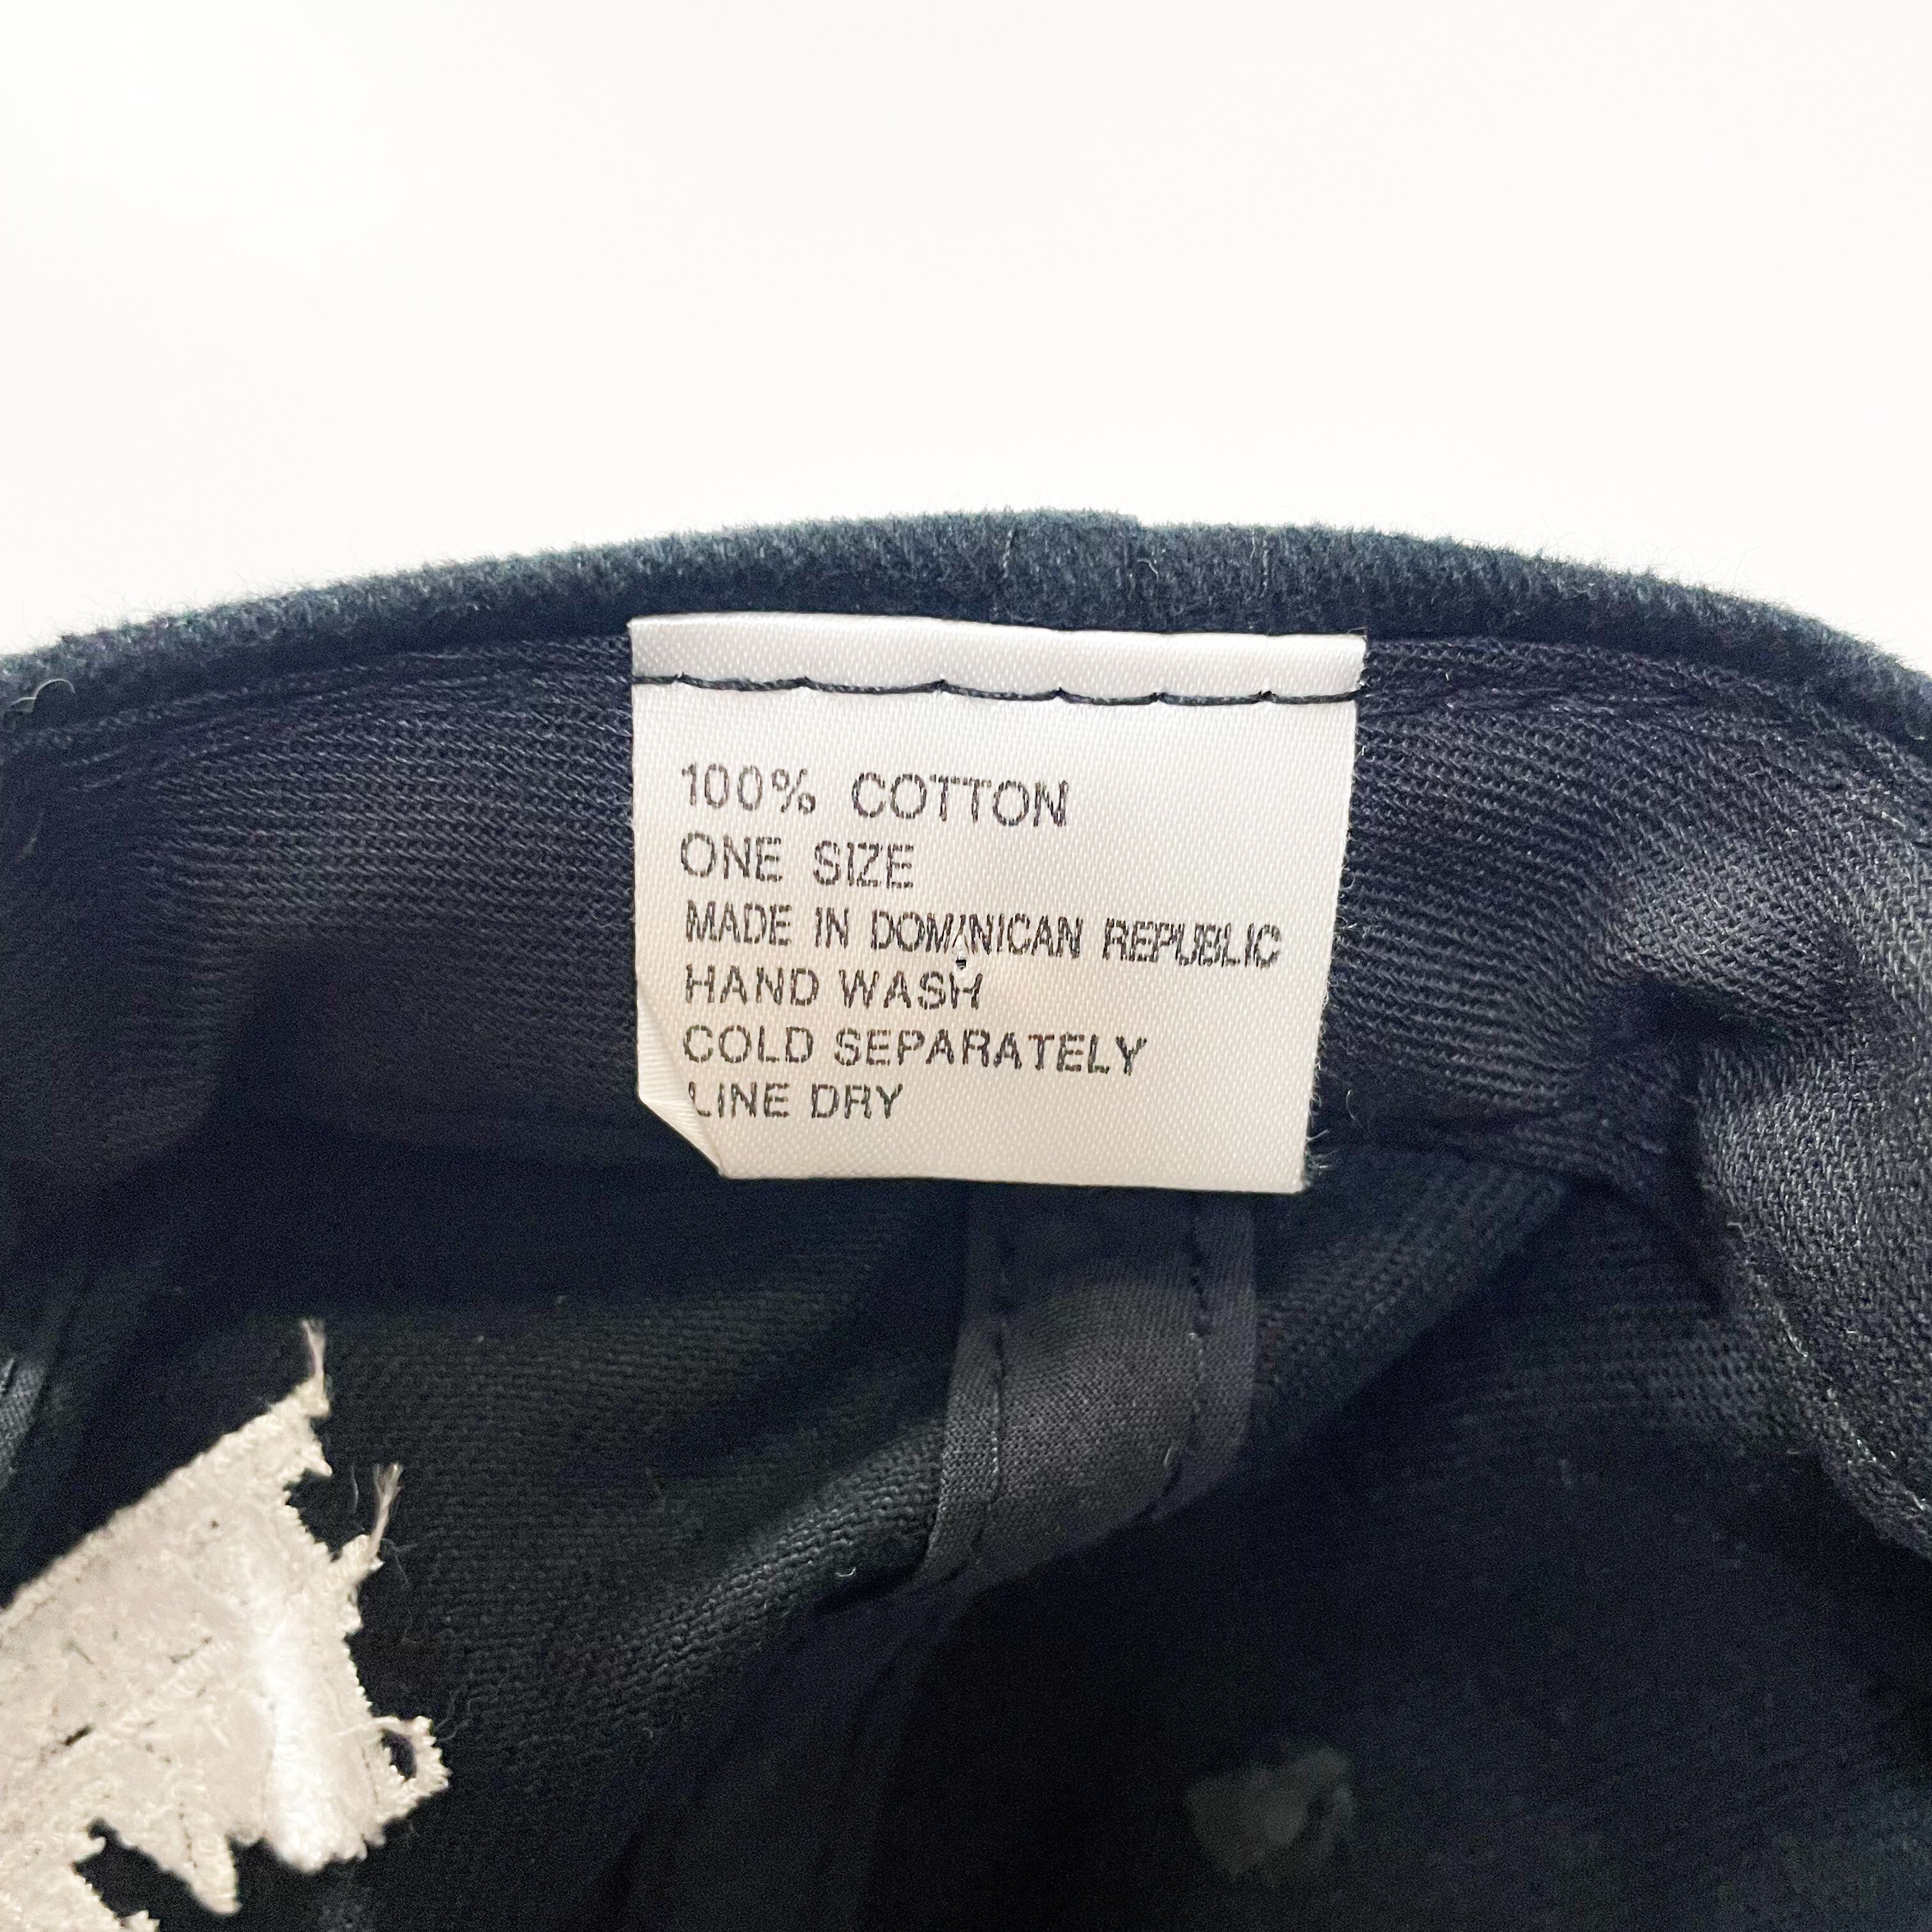 100% COTTON
ONE SIZE
MADE IN DOMINICAN REPUBLIC
HAND WASH
COLD SEPARATELY
LINE DRY